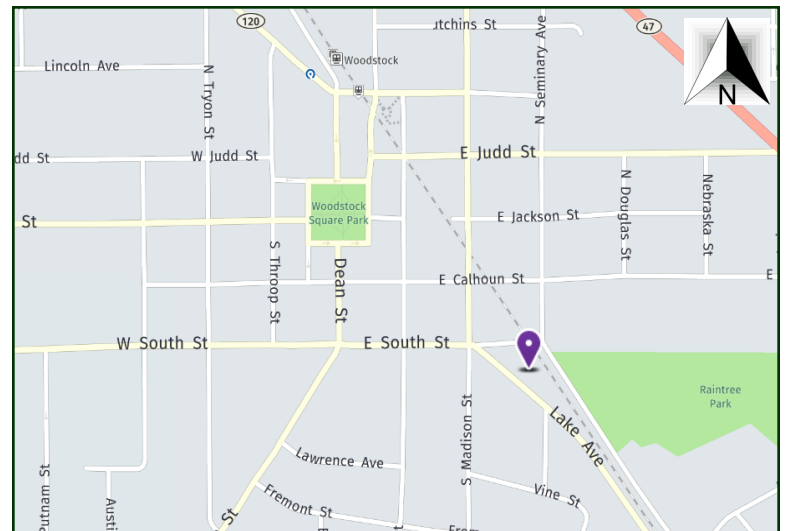 120
utchins St
47
N
Woodstock
Lincoln Ave
N Tryon St
N Seminary Ave
dd St
W Judd St
E Judd St
St
Woodstock
Square Park
E Jackson St
N Douglas St
Nebraska St
S Throop St
Dean St
E Calhoun St
E
W South St
E South St
Raintree
Park
Lake Ave
S Madison St
Lawrence Ave
Vine St
Putnam St
Austi
Fremont St
St